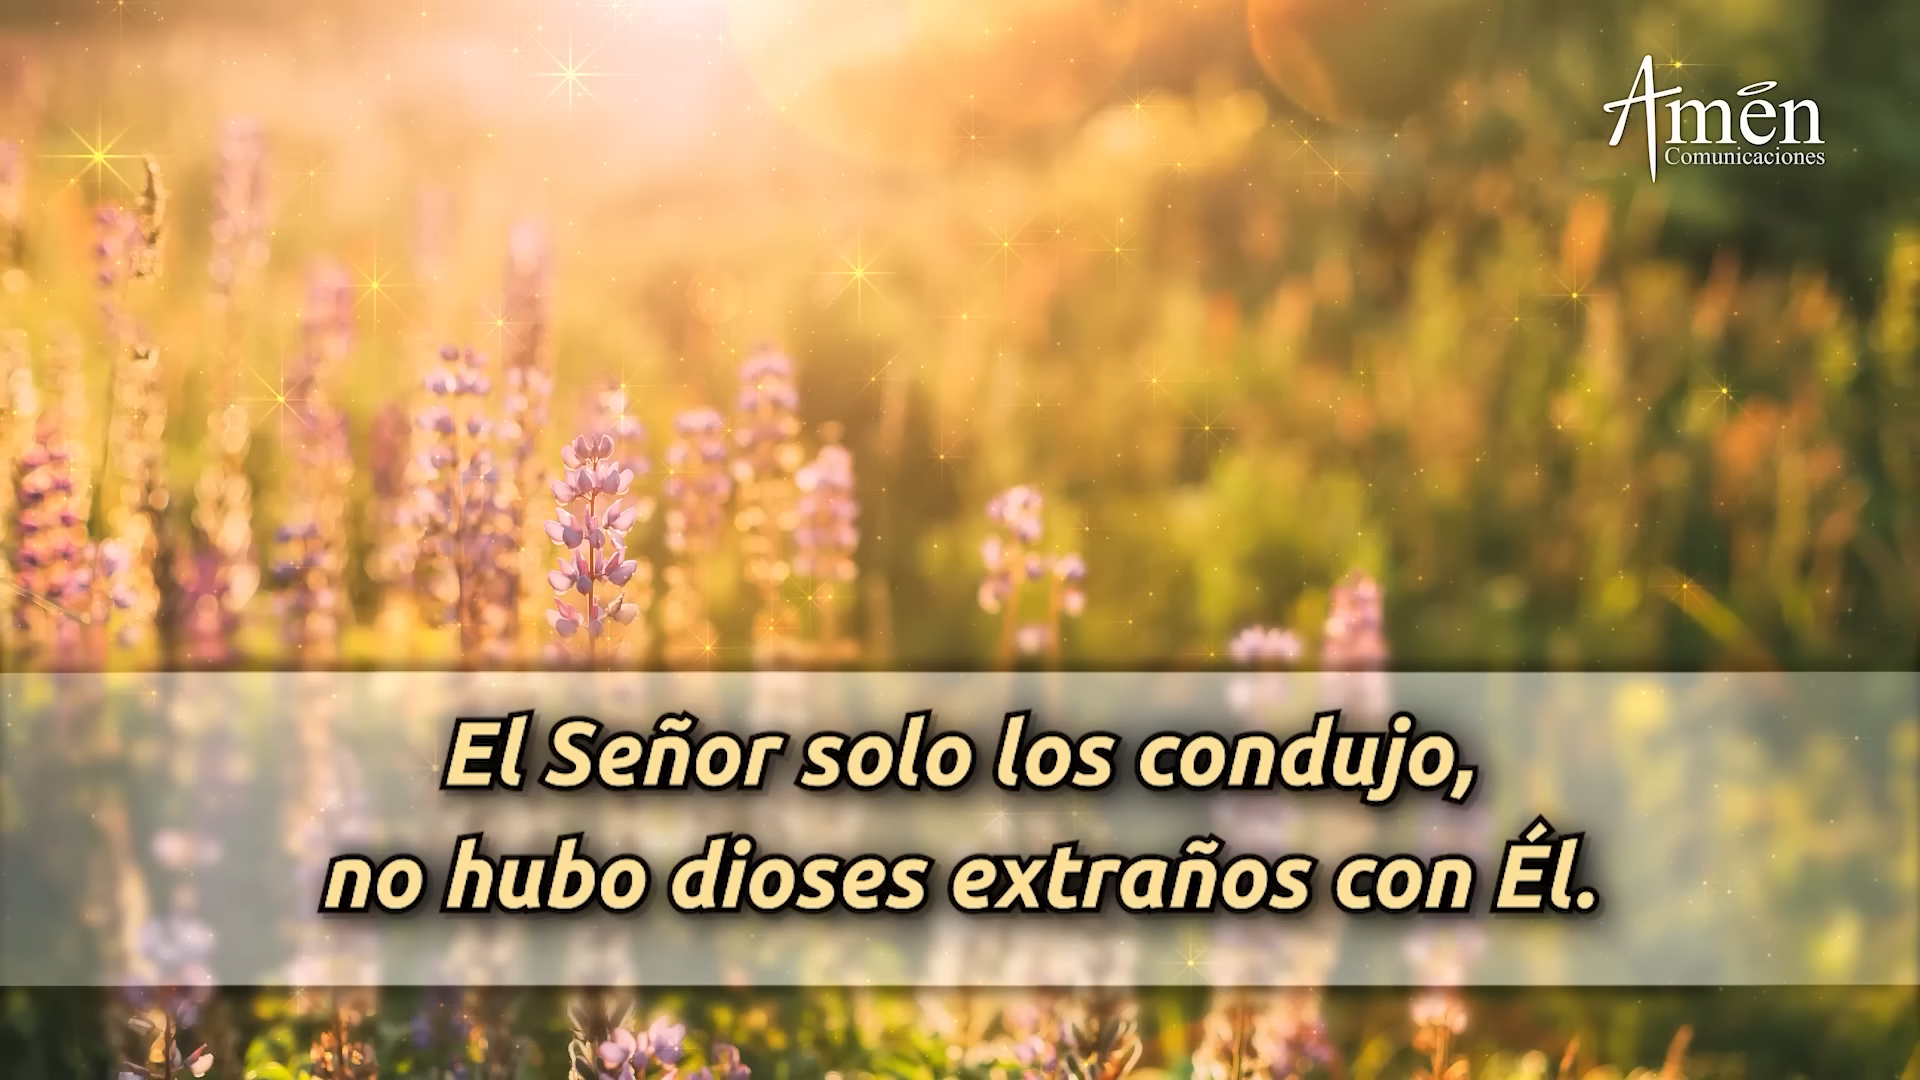 Amén
Comunicaciones
El Señor solo los condujo,
no hubo dioses extraños con Él.